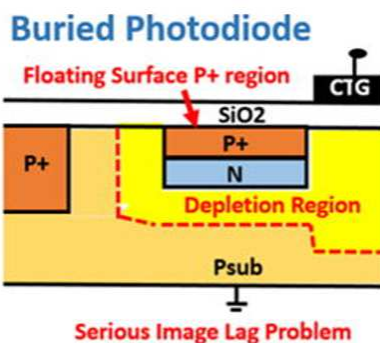 Buried Photodiode
Floating Surface P+ region
CTG
SiO2
P+
P+
N
Depletion Region
Psub
Serious Image Lag Problem